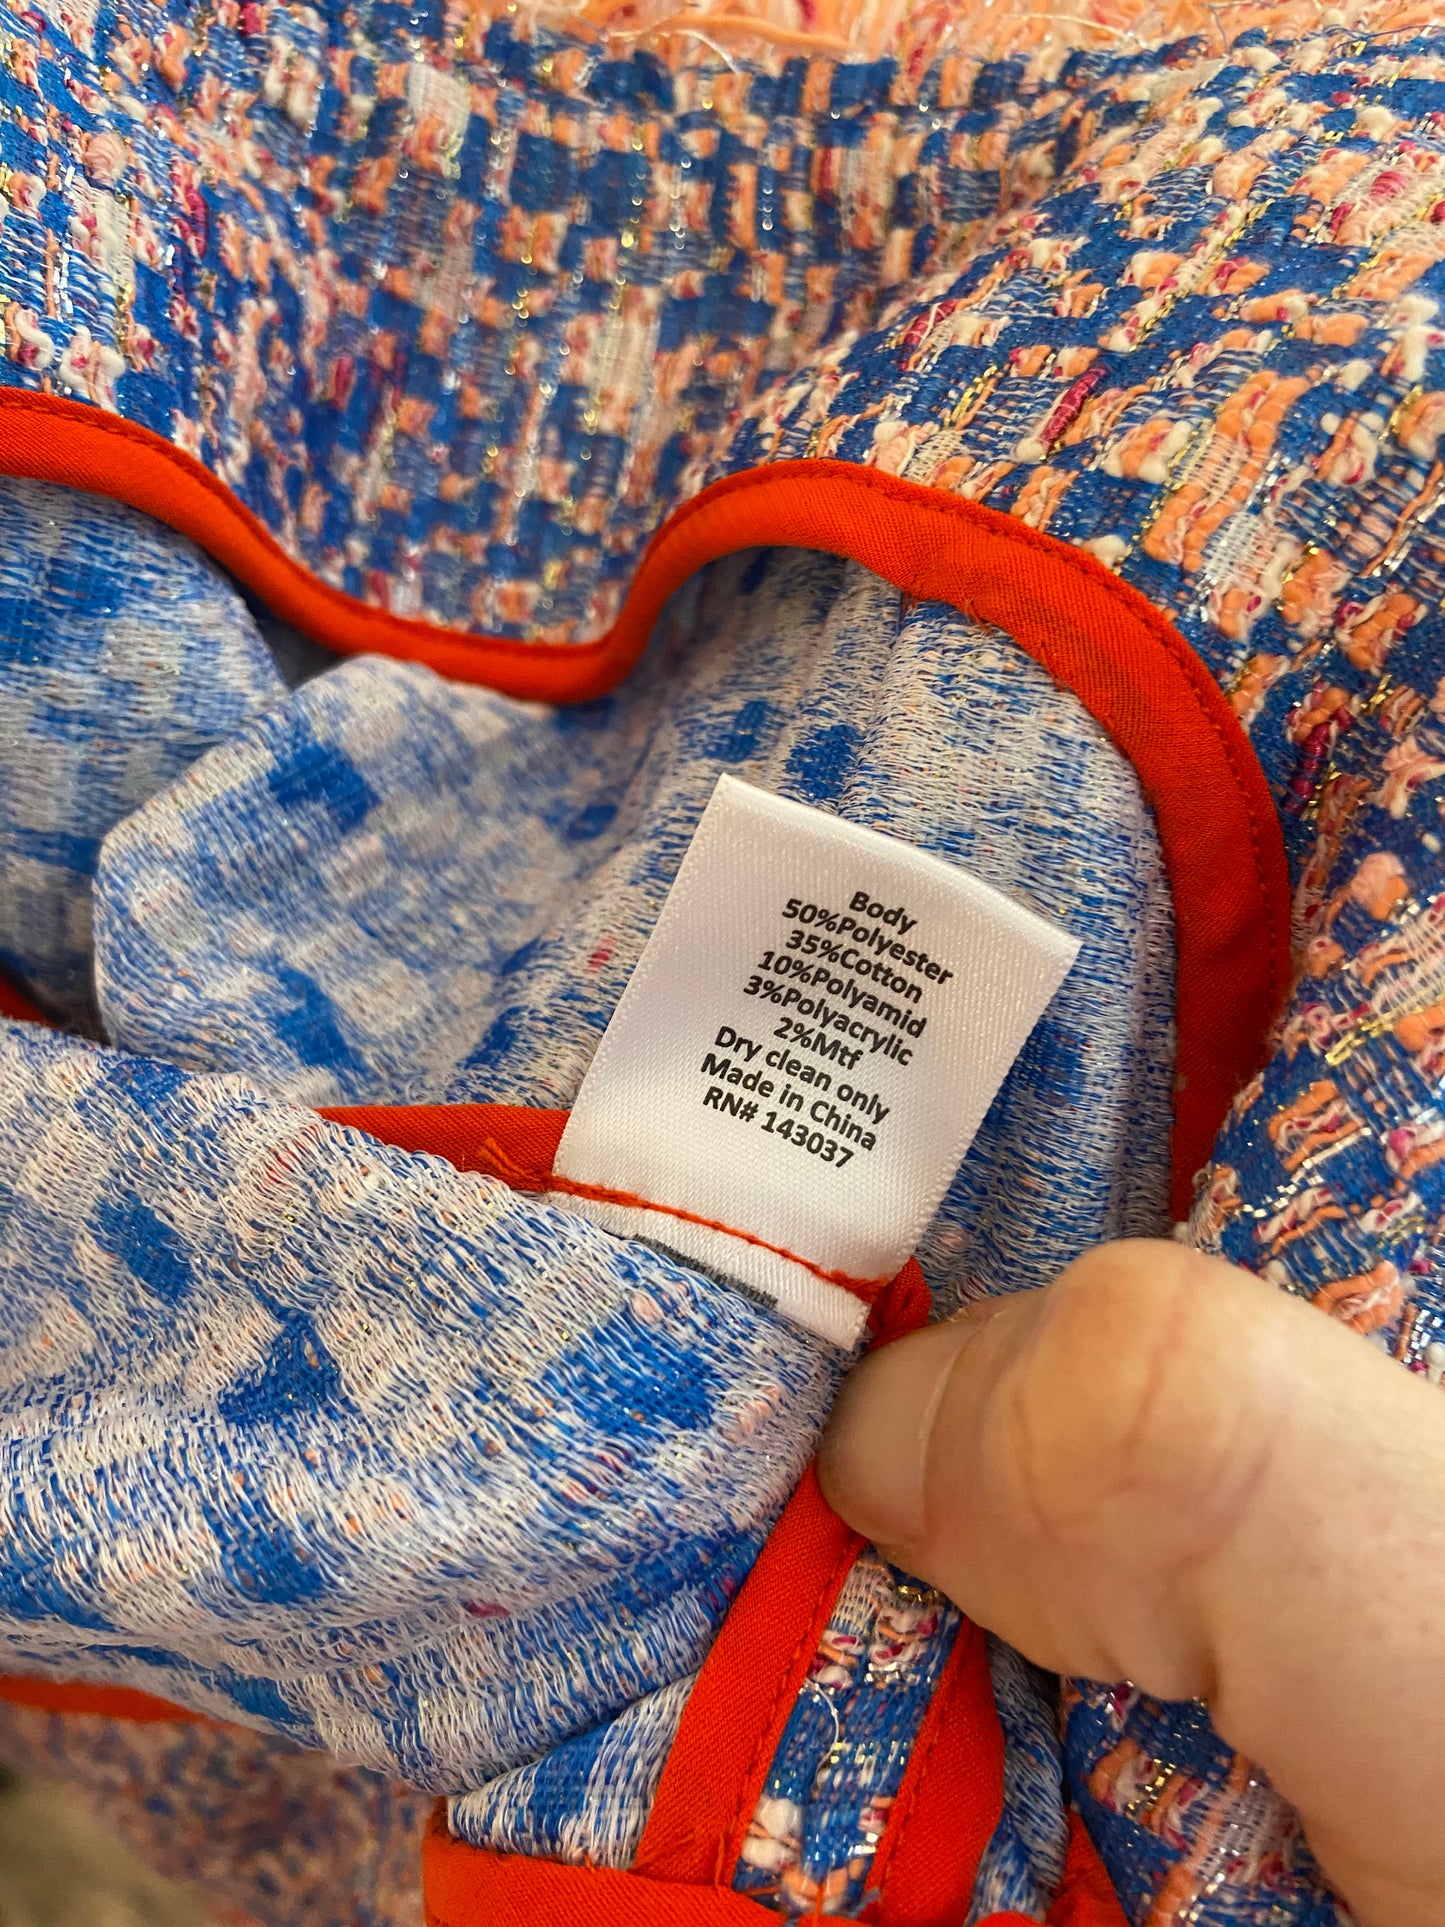 Body
50%Polyester
35%Cotton
10%Polyamid
3%Polyacrylic
2%Mtf
Dry clean only
Made in China
RN# 143037